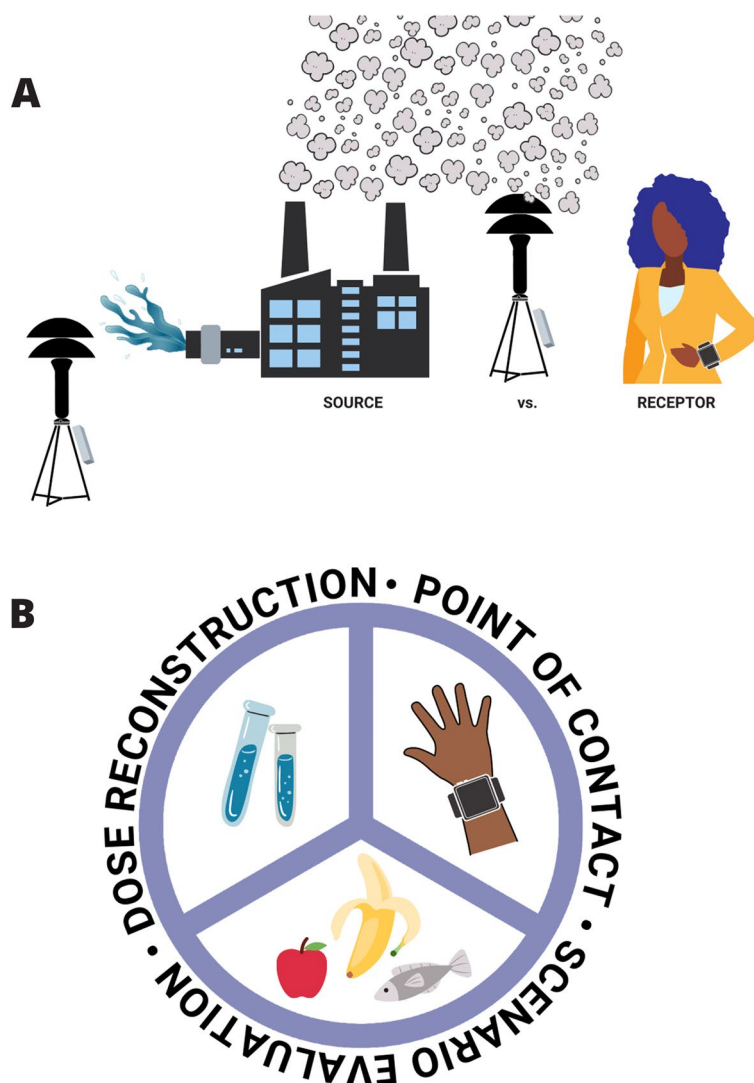 A
SOURCE
vs.
RECEPTOR
B
DOSE RECONSTRUCTION • POINT OF CONTACT • SCENARIO EVALUATION •